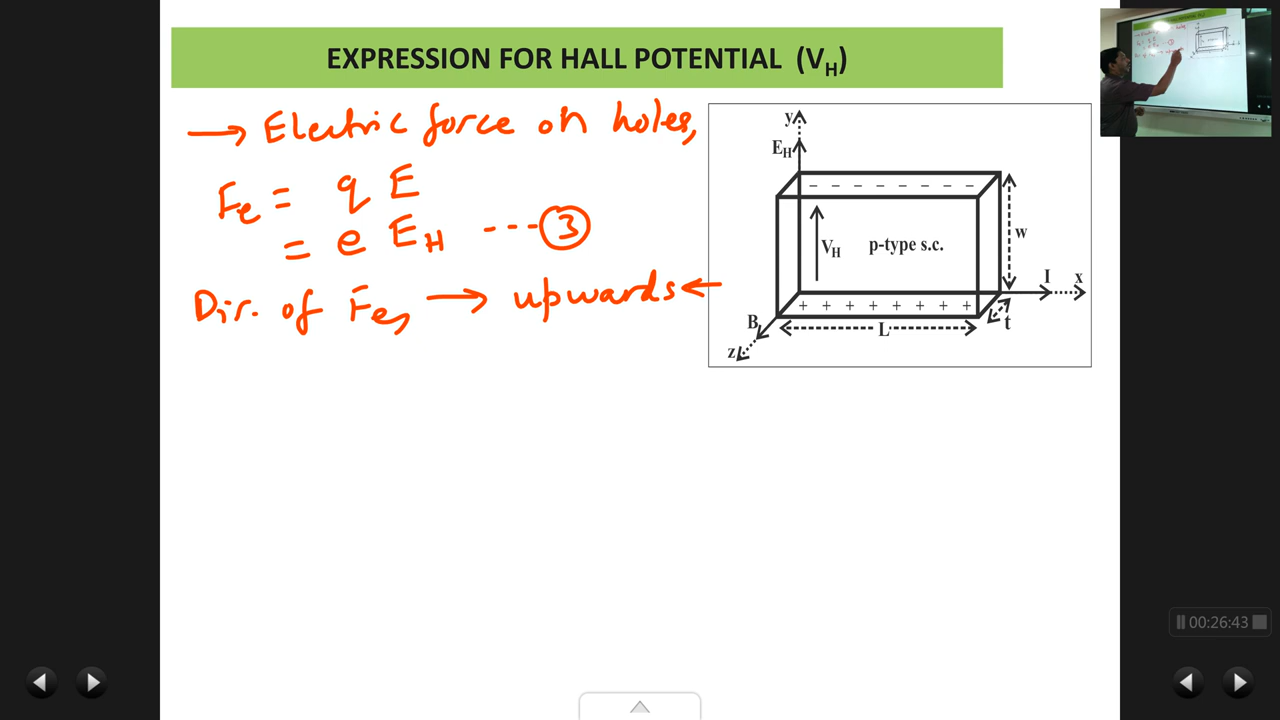 EXPRESSION FOR HALL POTENTIAL (VH)
→ Electric force on holes,
Fe = q E
= e EH ---③
Dir. of Fe, → upwards←
y
EH
VH
p-type s.c.
w
I
x
B
L
t
z
00:26:43